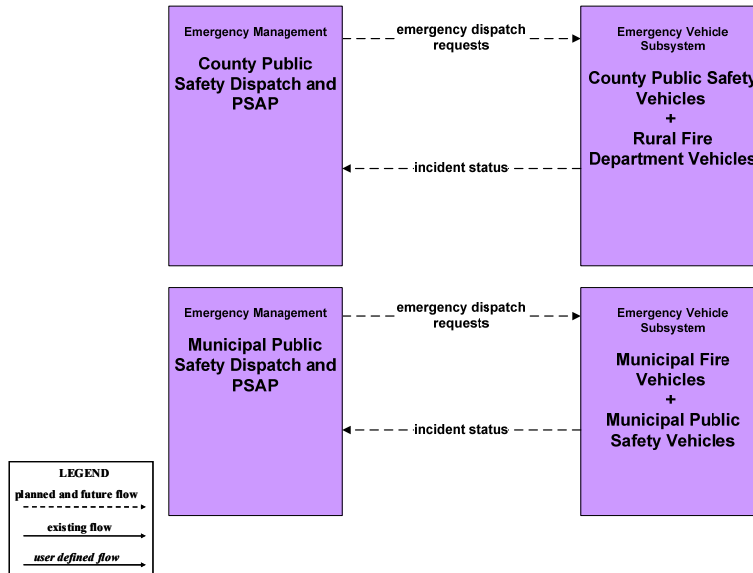 Emergency Management
County Public
Safety Dispatch and
PSAP
emergency dispatch
requests
incident status
Emergency Vehicle
Subsystem
County Public Safety
Vehicles
+
Rural Fire
Department Vehicles
Emergency Management
Municipal Public
Safety Dispatch and
PSAP
emergency dispatch
requests
incident status
Emergency Vehicle
Subsystem
Municipal Fire
Vehicles
+
Municipal Public
Safety Vehicles
LEGEND
planned and future flow
existing flow
user defined flow